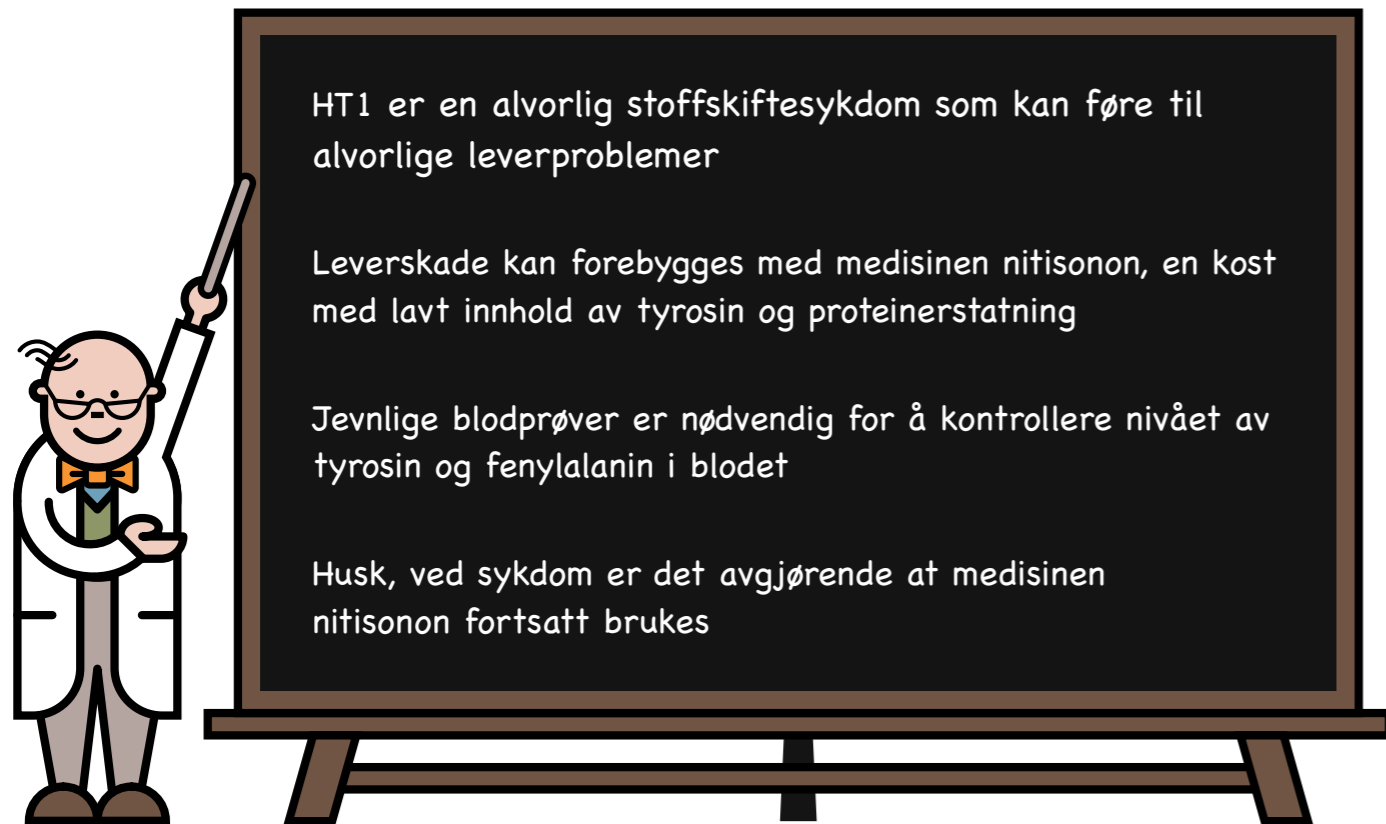 HT1 er en alvorlig stoffskiftesykdom som kan føre til
alvorlige leverproblemer
Leverskade kan forebygges med medisinen nitisonon, en kost
med lavt innhold av tyrosin og proteinerstatning
Jevnlige blodprøver er nødvendig for å kontrollere nivået av
tyrosin og fenylalanin i blodet
Husk, ved sykdom er det avgjørende at medisinen
nitisonon fortsatt brukes